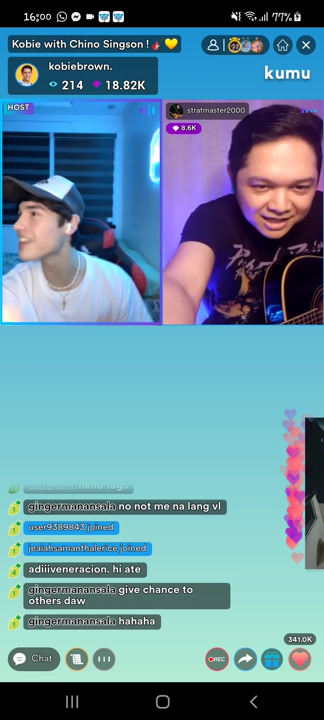 16:00
77%
Kobie with Chino Singson !
kobiebrown.
214 18.82K
kumu
HOST
stratmaster2000
8.6K
gingermanansala no not me na lang vl
user9389843 joined
jeaiahsamanthalerice joined
adiiiveneracion. hi ate
gingermanansala give chance to
others daw
gingermanansala hahaha
341.0K
Chat
REC